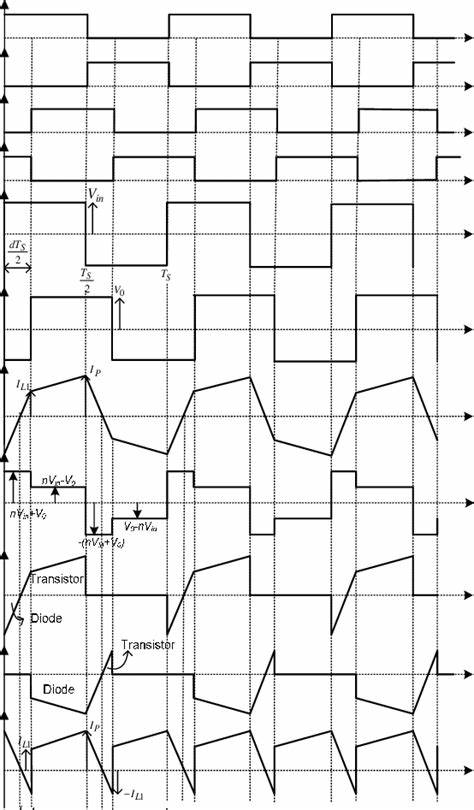 V_in
dT_S/2
T_S/2
T_S
V_0
I_L1
I_P
nV_in-V_0
nV_in+V_0
V_0-nV_in
-(nV_in+V_0)
Transistor
Diode
Transistor
Diode
I_P
I_L1
-I_L1